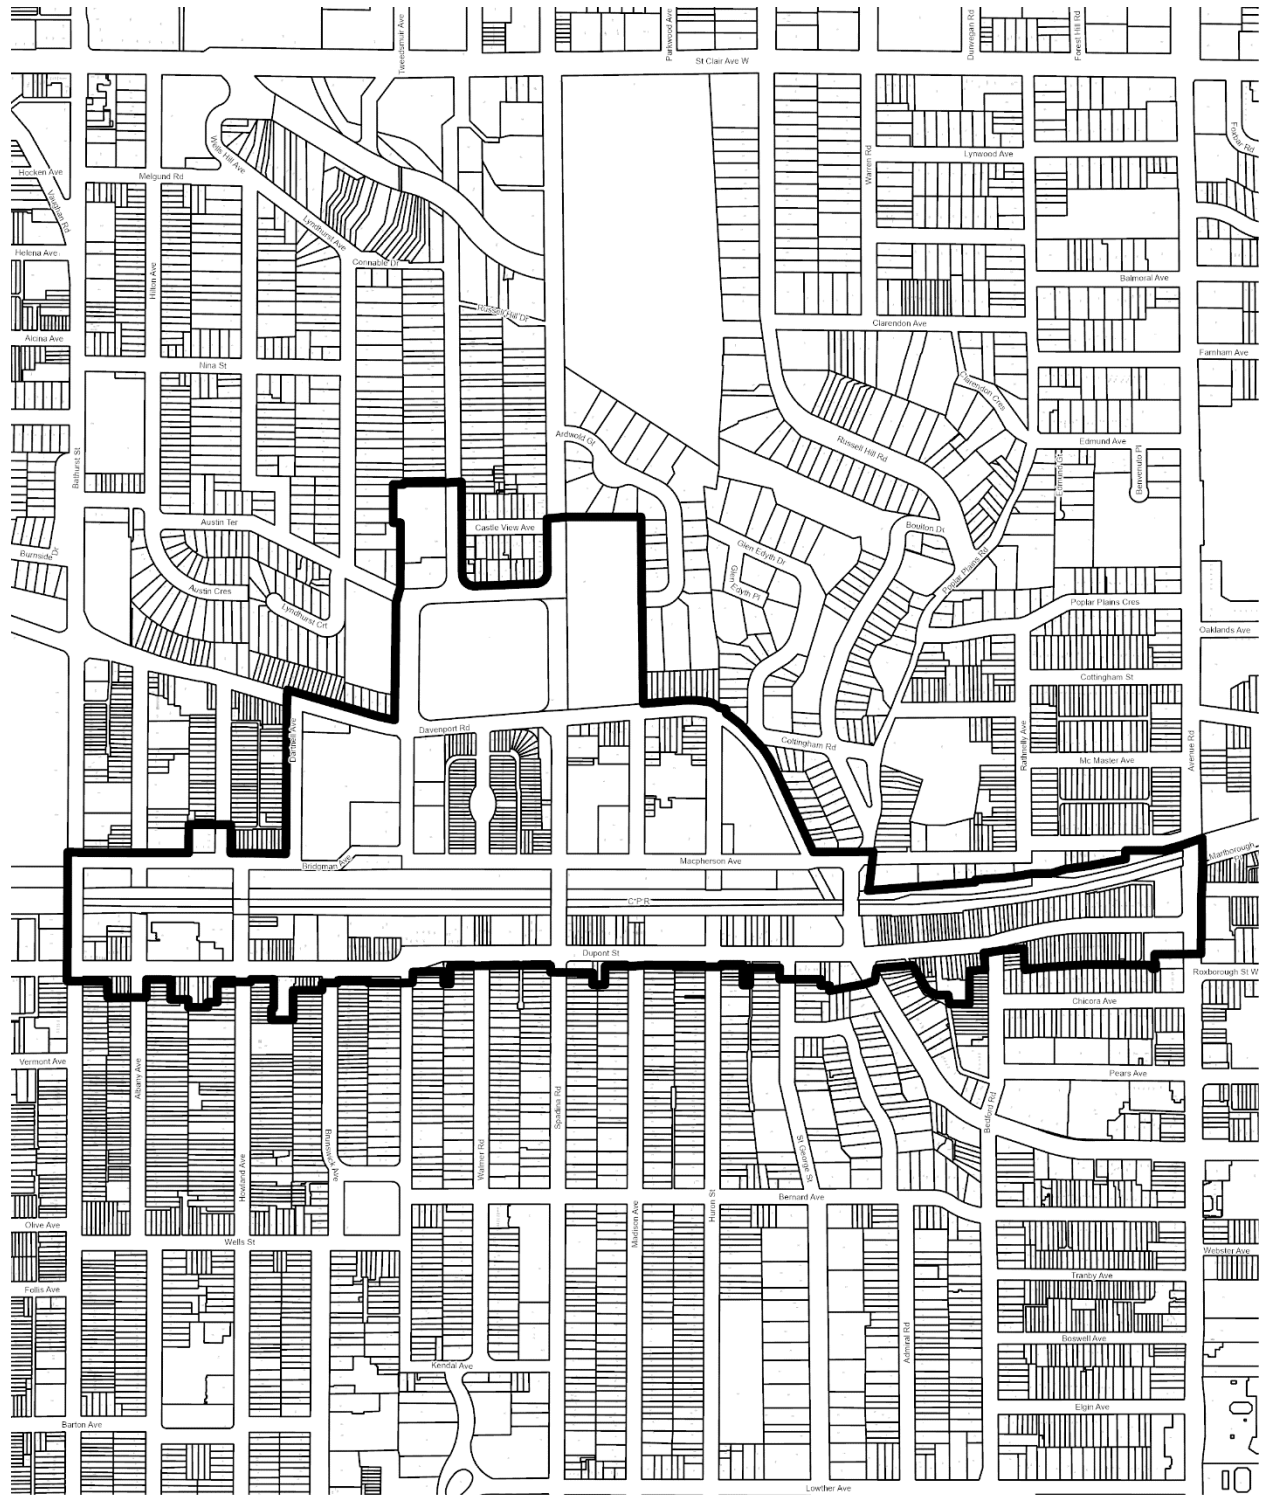 Tweedsmuir Ave
Parkwood Ave
Dunvegan Rd
Forest Hill Rd
St Clair Ave W
Foxbar Rd
Wells Hill Ave
Warren Rd
Lynwood Ave
Hocken Ave
Melgund Rd
Vaughan Rd
Lyndhurst Ave
Helena Ave
Connable Dr
Hilton Ave
Balmoral Ave
Russell Hill Dr
Clarendon Ave
Alcina Ave
Nina St
Farnham Ave
Clarendon Cres
Ardwold Gt
Russell Hill Rd
Edmund Ave
Bathurst St
Edmund Gt
Benvenuto Pl
Austin Ter
Castle View Ave
Boulton Dr
Burnside Dr
Glen Edyth Dr
Poplar Plains Rd
Glen
Edyth Pl
Austin Cres
Lyndhurst Crt
Poplar Plains Cres
Oaklands Ave
Cottingham St
Davenport Rd
Dartnell Ave
Cottingham Rd
Rathnelly Ave
Avenue Rd
Mc Master Ave
Bridgman Ave
Macpherson Ave
Marlborough
C P R
Dupont St
Roxborough St W
Chicora Ave
Vermont Ave
Albany Ave
Spadina Rd
Pears Ave
Bedford Rd
Brunswick Ave
Walmer Rd
St George St
Howland Ave
Madison Ave
Huron St
Bernard Ave
Olive Ave
Wells St
Webster Ave
Tranby Ave
Follis Ave
Admiral Rd
Boswell Ave
Kendal Ave
Elgin Ave
Barton Ave
Lowther Ave